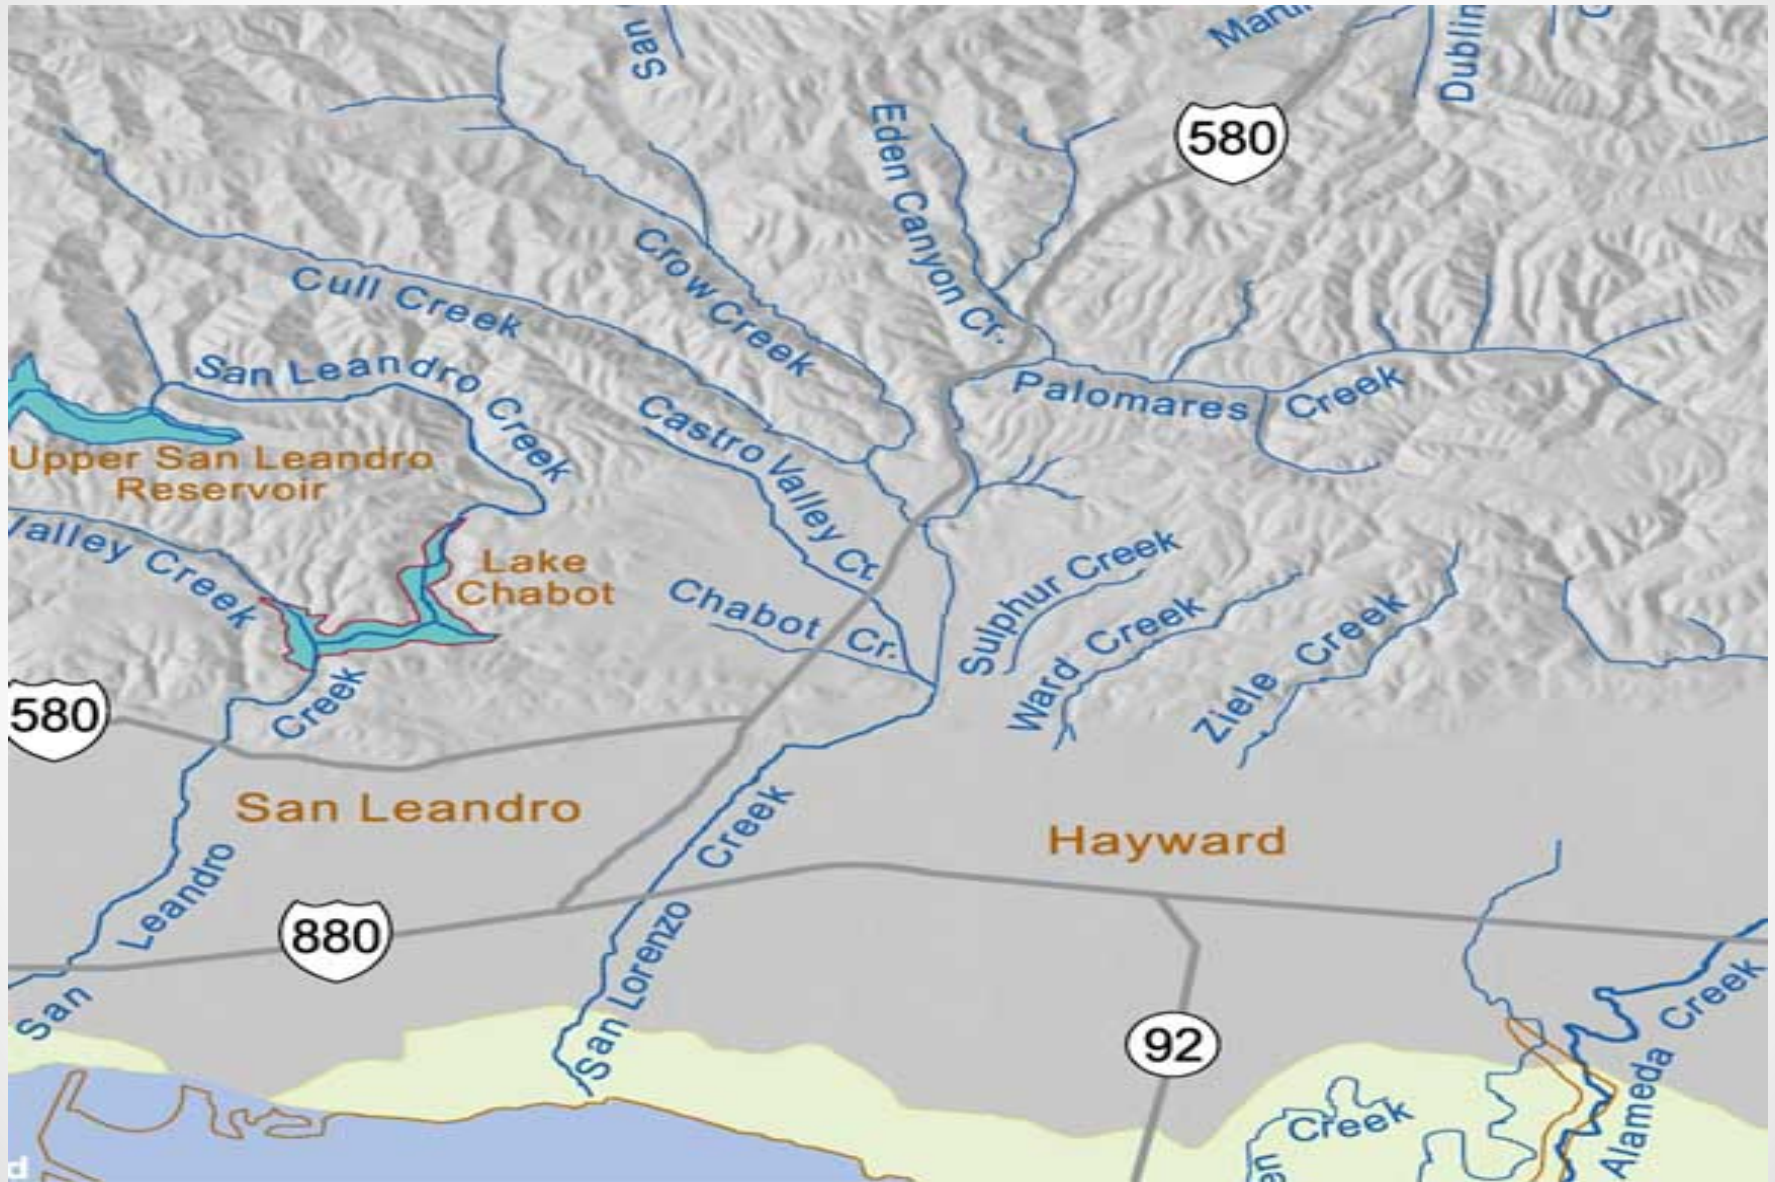 San
Dublin
580
Eden Canyon Cr.
Crow Creek
Cull Creek
San Leandro Creek
Palomares Creek
Castro Valley Cr.
Upper San Leandro
Reservoir
Valley Creek
Lake
Chabot
Sulphur Creek
Chabot Cr.
Ward Creek
Ziele Creek
580
San Leandro Creek
San Leandro
Hayward
San Lorenzo Creek
880
92
Alameda Creek
Creek